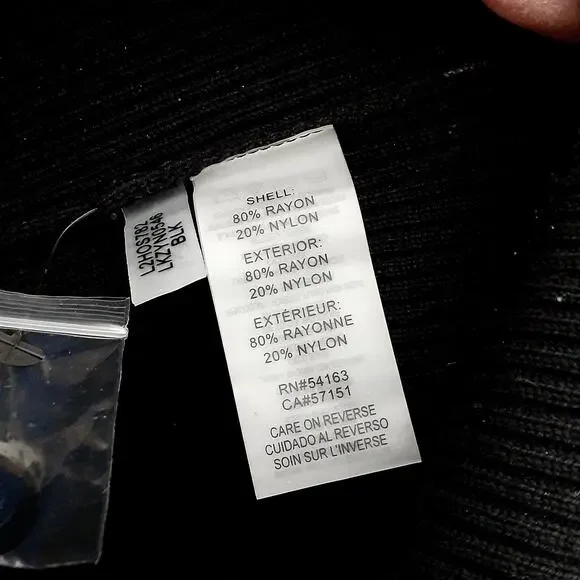 L2HOS782
LKZYN0546
BLK
SHELL:
80% RAYON
20% NYLON
EXTERIOR:
80% RAYON
20% NYLON
EXTÉRIEUR:
80% RAYONNE
20% NYLON
RN#54163
CA#57151
CARE ON REVERSE
CUIDADO AL REVERSO
SOIN SUR L'INVERSE